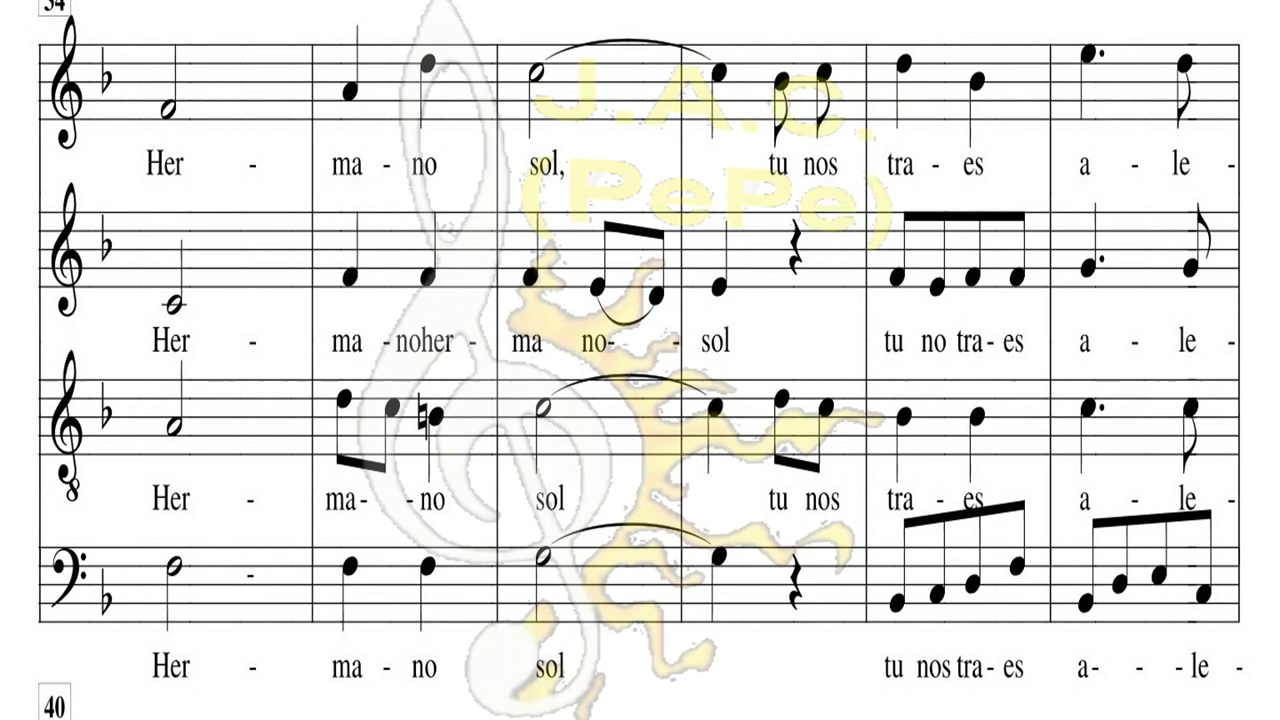 34
J.A.C.
Her - ma - no sol, tu nos tra - es a - le -
(PePe)
Her - ma - noher - ma no- - sol tu no tra - es a - le -
8
Her - ma- -no sol tu nos tra - es a - le -
Her - ma - no sol tu nos tra - es a- - -le -
40